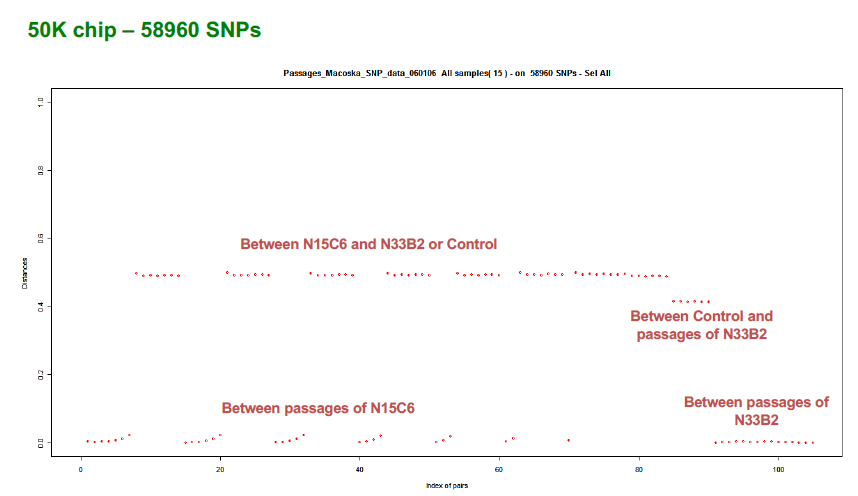 50K chip – 58960 SNPs
Passages_Macoska_SNP_data_060106 All samples( 15 ) - on 58960 SNPs - Sel All
1.0
0.8
0.6
0.4
0.2
0.0
Distances
Between N15C6 and N33B2 or Control
Between Control and
passages of N33B2
Between passages of N15C6
Between passages of
N33B2
0
20
40
60
80
100
Index of pairs